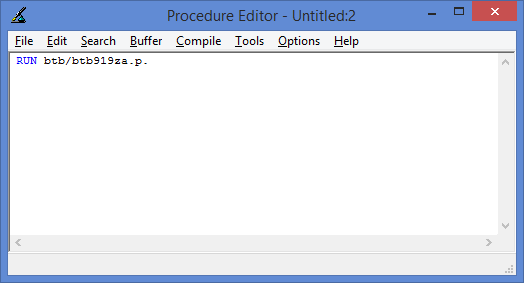 Procedure Editor - Untitled:2
File Edit Search Buffer Compile Tools Options Help
RUN btb/btb919za.p.